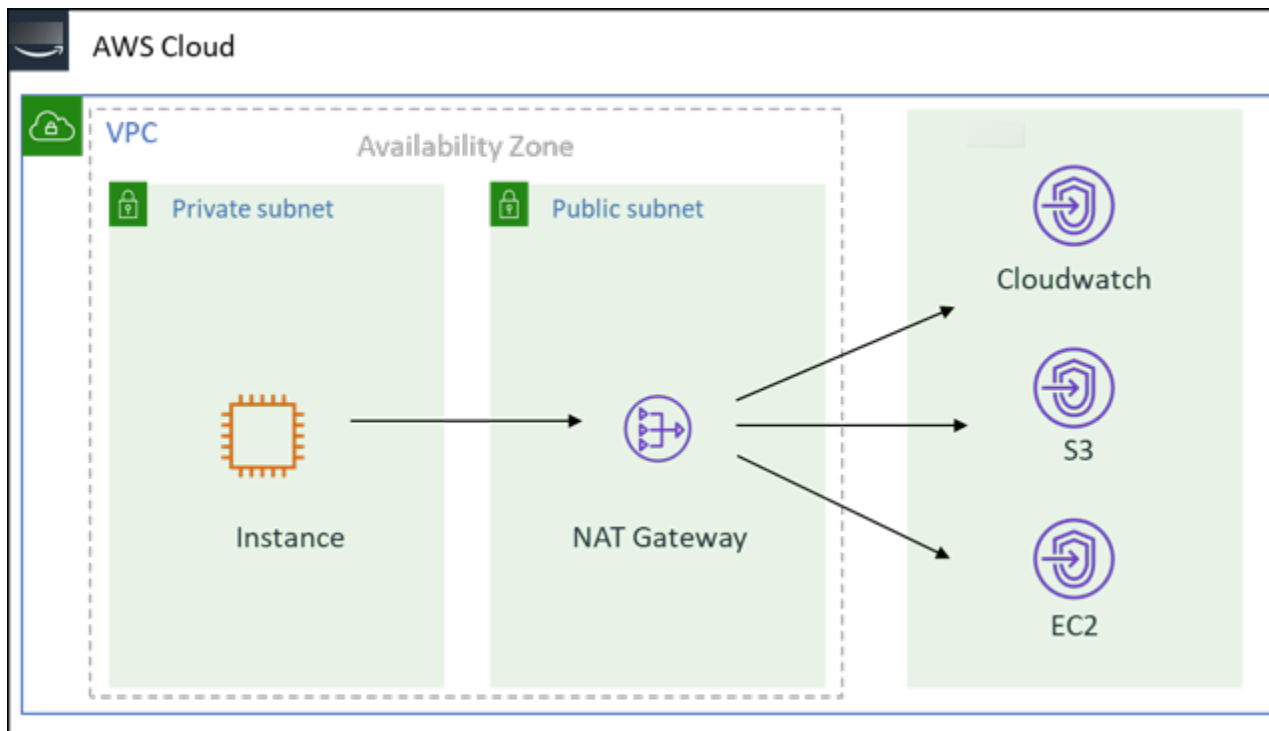 AWS Cloud
VPC
Availability Zone
Private subnet
Public subnet
Cloudwatch
S3
Instance
NAT Gateway
EC2